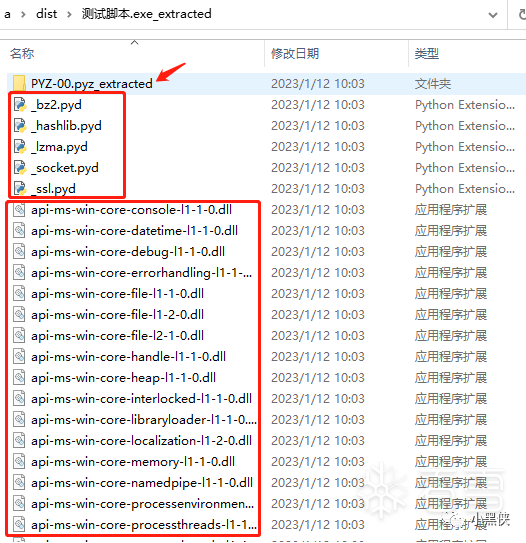 a › dist › 测试脚本.exe_extracted
名称 修改日期 类型
PYZ-00.pyz_extracted 2023/1/12 10:03 文件夹
_bz2.pyd 2023/1/12 10:03 Python Extensio...
_hashlib.pyd 2023/1/12 10:03 Python Extensio...
_lzma.pyd 2023/1/12 10:03 Python Extensio...
_socket.pyd 2023/1/12 10:03 Python Extensio...
_ssl.pyd 2023/1/12 10:03 Python Extensio...
api-ms-win-core-console-l1-1-0.dll 2023/1/12 10:03 应用程序扩展
api-ms-win-core-datetime-l1-1-0.dll 2023/1/12 10:03 应用程序扩展
api-ms-win-core-debug-l1-1-0.dll 2023/1/12 10:03 应用程序扩展
api-ms-win-core-errorhandling-l1-1-... 2023/1/12 10:03 应用程序扩展
api-ms-win-core-file-l1-1-0.dll 2023/1/12 10:03 应用程序扩展
api-ms-win-core-file-l1-2-0.dll 2023/1/12 10:03 应用程序扩展
api-ms-win-core-file-l2-1-0.dll 2023/1/12 10:03 应用程序扩展
api-ms-win-core-handle-l1-1-0.dll 2023/1/12 10:03 应用程序扩展
api-ms-win-core-heap-l1-1-0.dll 2023/1/12 10:03 应用程序扩展
api-ms-win-core-interlocked-l1-1-0.dll 2023/1/12 10:03 应用程序扩展
api-ms-win-core-libraryloader-l1-1-0.... 2023/1/12 10:03 应用程序扩展
api-ms-win-core-localization-l1-2-0.dll 2023/1/12 10:03 应用程序扩展
api-ms-win-core-memory-l1-1-0.dll 2023/1/12 10:03 应用程序扩展
api-ms-win-core-namedpipe-l1-1-0.dll 2023/1/12 10:03 应用程序扩展
api-ms-win-core-processenvironmen... 2023/1/12 10:03 应用程序扩展
api-ms-win-core-processthreads-l1-1... 2023/1/12 10:03 应用程序扩展
小黑侠